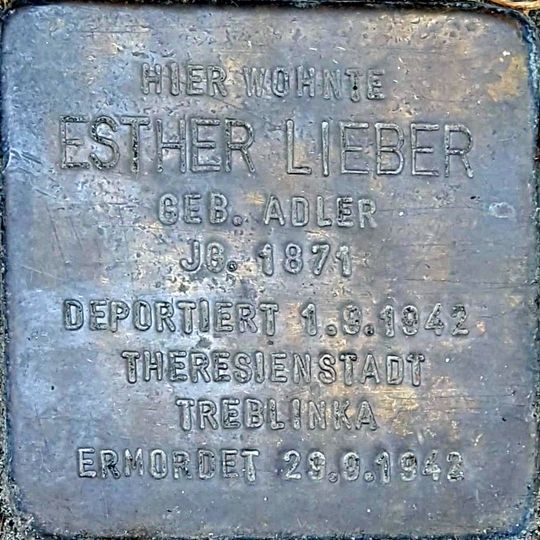 HIER WOHNTE
ESTHER LIEBER
GEB. ADLER
JG. 1871
DEPORTIERT 1.9.1942
THERESIENSTADT
TREBLINKA
ERMORDET 29.9.1942